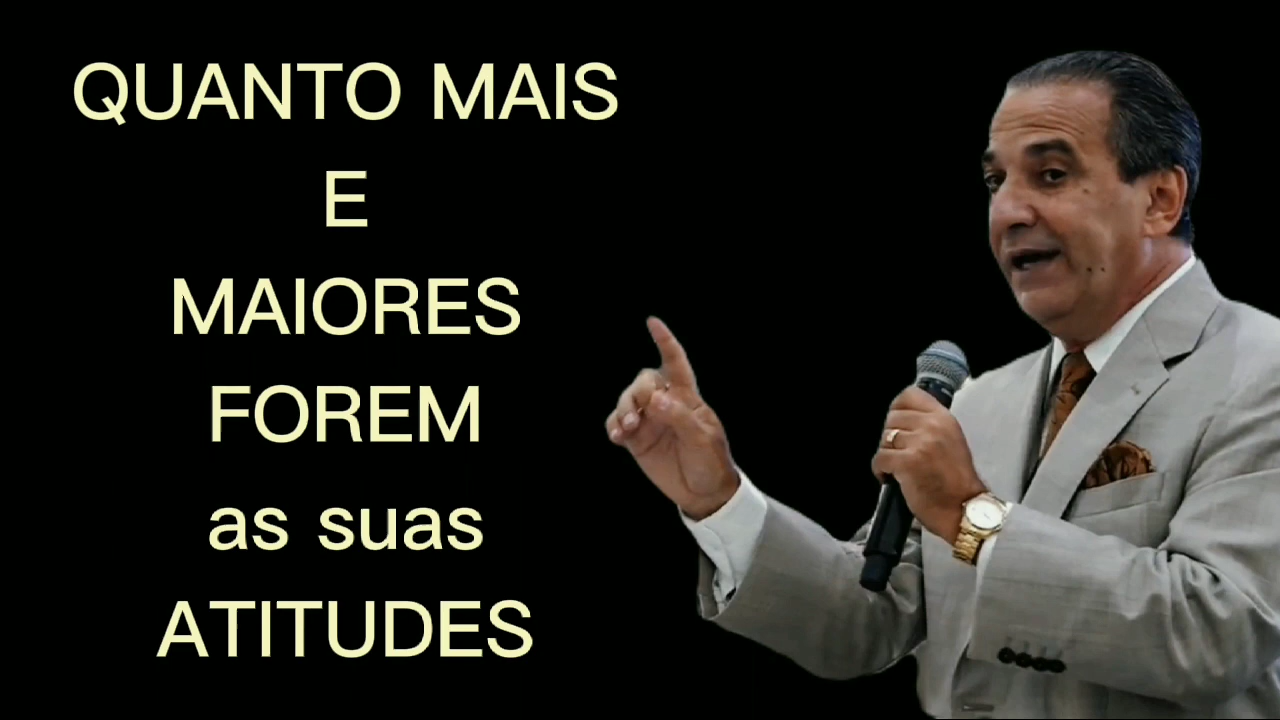 QUANTO MAIS
E
MAIORES
FOREM
as suas
ATITUDES